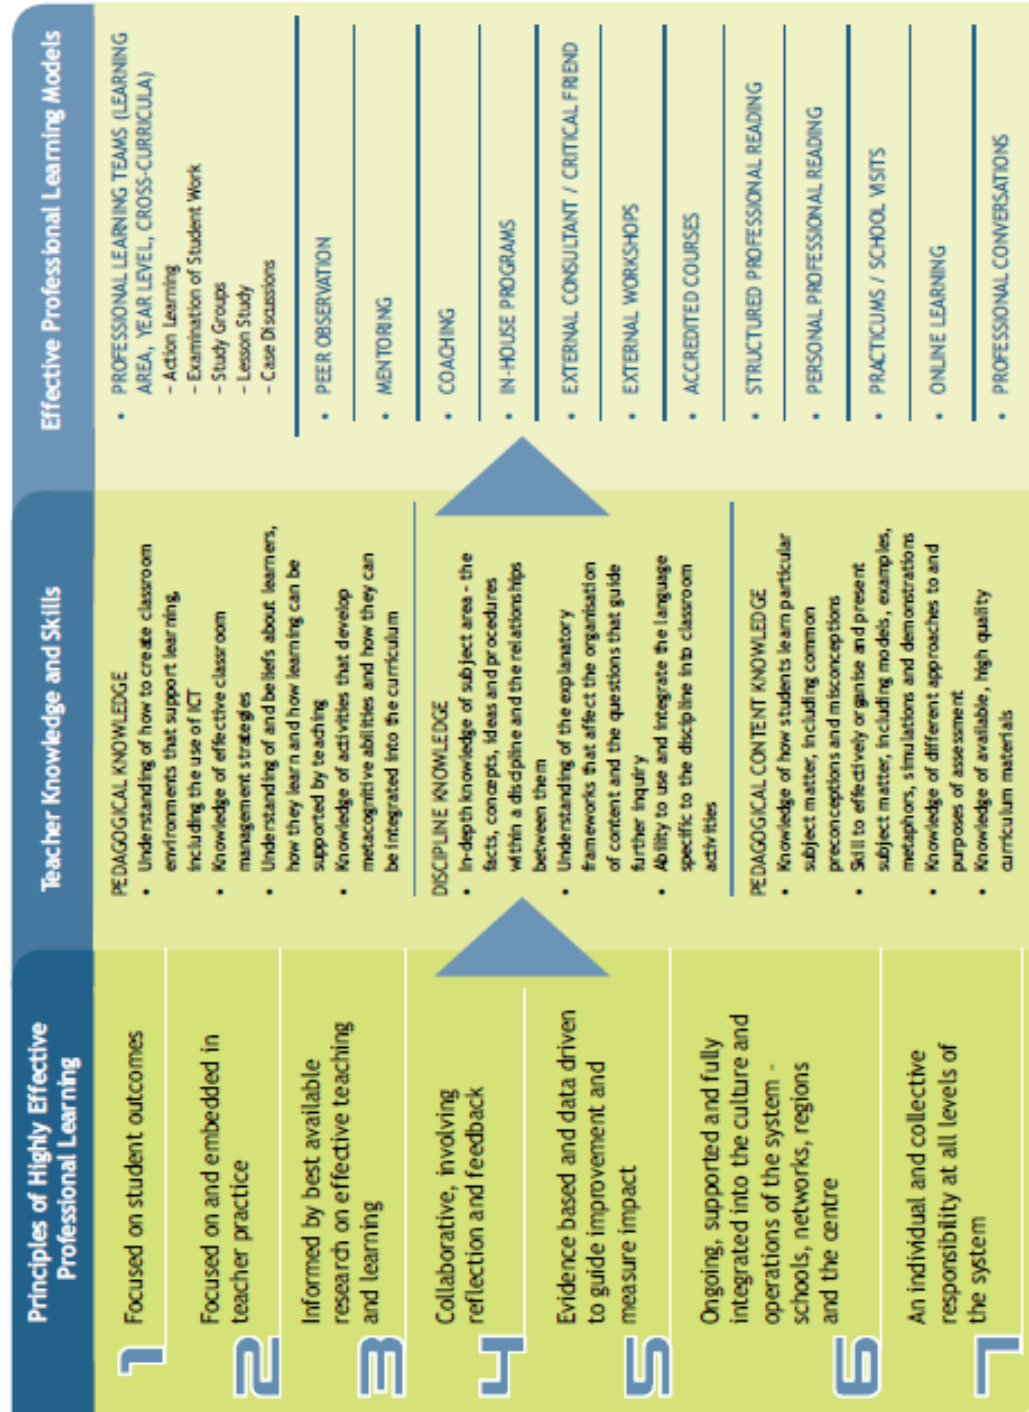 Principles of Highly Effective
Professional Learning
1
Focused on student outcomes
2
Focused on and embedded in
teacher practice
3
Informed by best available
research on effective teaching
and learning
4
Collaborative, involving
reflection and feedback
5
Evidence based and data driven
to guide improvement and
measure impact
6
Ongoing, supported and fully
integrated into the culture and
operations of the system -
schools, networks, regions
and the centre
7
An individual and collective
responsibility at all levels of
the system
Teacher Knowledge and Skills
PEDAGOGICAL KNOWLEDGE
• Understanding of how to create classroom
environments that support learning,
including the use of ICT
• Knowledge of effective classroom
management strategies
• Understanding of and beliefs about learners,
how they learn and how learning can be
supported by teaching
• Knowledge of activities that develop
metacognitive abilities and how they can
be integrated into the curriculum
DISCIPLINE KNOWLEDGE
• In-depth knowledge of subject area - the
facts, concepts, ideas and procedures
within a discipline and the relationships
between them
• Understanding of the explanatory
frameworks that affect the organisation
of content and the questions that guide
further inquiry
• Ability to use and integrate the language
specific to the discipline into classroom
activities
PEDAGOGICAL CONTENT KNOWLEDGE
• Knowledge of how students learn particular
subject matter, including common
preconceptions and misconceptions
• Skill to effectively organise and present
subject matter, including models, examples,
metaphors, simulations and demonstrations
• Knowledge of different approaches to and
purposes of assessment
• Knowledge of available, high quality
curriculum materials
Effective Professional Learning Models
• PROFESSIONAL LEARNING TEAMS (LEARNING
AREA, YEAR LEVEL, CROSS-CURRICULA)
– Action Learning
– Examination of Student Work
– Study Groups
– Lesson Study
– Case Discussions
• PEER OBSERVATION
• MENTORING
• COACHING
• IN-HOUSE PROGRAMS
• EXTERNAL CONSULTANT / CRITICAL FRIEND
• EXTERNAL WORKSHOPS
• ACCREDITED COURSES
• STRUCTURED PROFESSIONAL READING
• PERSONAL PROFESSIONAL READING
• PRACTICUMS / SCHOOL VISITS
• ONLINE LEARNING
• PROFESSIONAL CONVERSATIONS